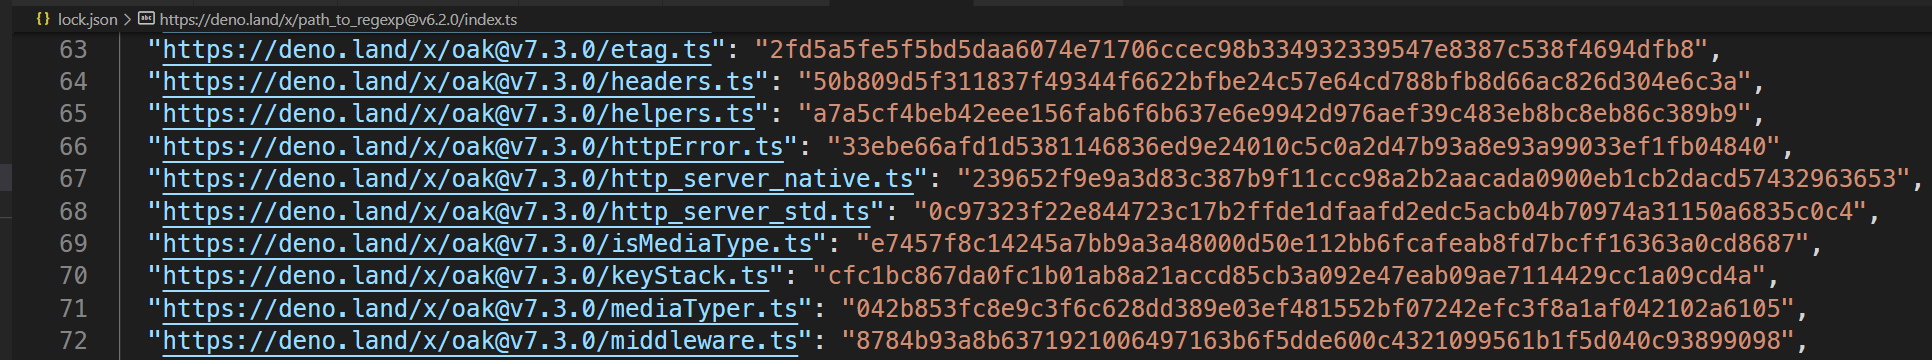 {} lock.json > abc https://deno.land/x/path_to_regexp@v6.2.0/index.ts
63 "https://deno.land/x/oak@v7.3.0/etag.ts": "2fd5a5fe5f5bd5daa6074e71706ccec98b334932339547e8387c538f4694dfb8",
64 "https://deno.land/x/oak@v7.3.0/headers.ts": "50b809d5f311837f49344f6622bfbe24c57e64cd788bfb8d66ac826d304e6c3a",
65 "https://deno.land/x/oak@v7.3.0/helpers.ts": "a7a5cf4beb42eee156fab6f6b637e6e9942d976aef39c483eb8bc8eb86c389b9",
66 "https://deno.land/x/oak@v7.3.0/httpError.ts": "33ebe66afd1d5381146836ed9e24010c5c0a2d47b93a8e93a99033ef1fb04840",
67 "https://deno.land/x/oak@v7.3.0/http_server_native.ts": "239652f9e9a3d83c387b9f11ccc98a2b2aacada0900eb1cb2dacd57432963653",
68 "https://deno.land/x/oak@v7.3.0/http_server_std.ts": "0c97323f22e844723c17b2ffde1dfaafd2edc5acb04b70974a31150a6835c0c4",
69 "https://deno.land/x/oak@v7.3.0/isMediaType.ts": "e7457f8c14245a7bb9a3a48000d50e112bb6fcafeab8fd7bcff16363a0cd8687",
70 "https://deno.land/x/oak@v7.3.0/keyStack.ts": "cfc1bc867da0fc1b01ab8a21accd85cb3a092e47eab09ae7114429cc1a09cd4a",
71 "https://deno.land/x/oak@v7.3.0/mediaTyper.ts": "042b853fc8e9c3f6c628dd389e03ef481552bf07242efc3f8a1af042102a6105",
72 "https://deno.land/x/oak@v7.3.0/middleware.ts": "8784b93a8b6371921006497163b6f5dde600c4321099561b1f5d040c93899098",